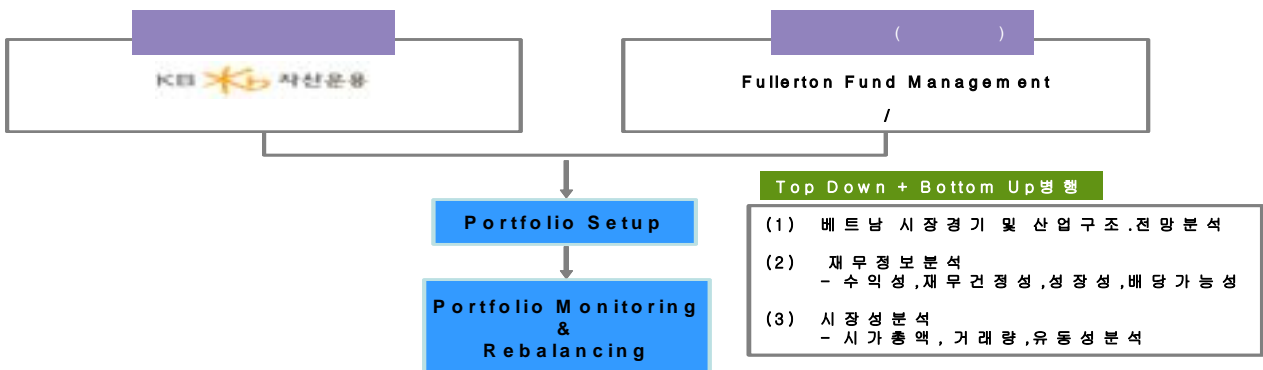 (          )
KB Kb 자산운용
Fullerton Fund Management
/
Portfolio Setup
Portfolio Monitoring
&
Rebalancing
Top Down + Bottom Up병행
(1) 베트남 시장경기 및 산업구조.전망분석
(2) 재무정보분석
- 수익성,재무건정성,성장성,배당가능성
(3) 시장성분석
- 시가총액, 거래량,유동성분석